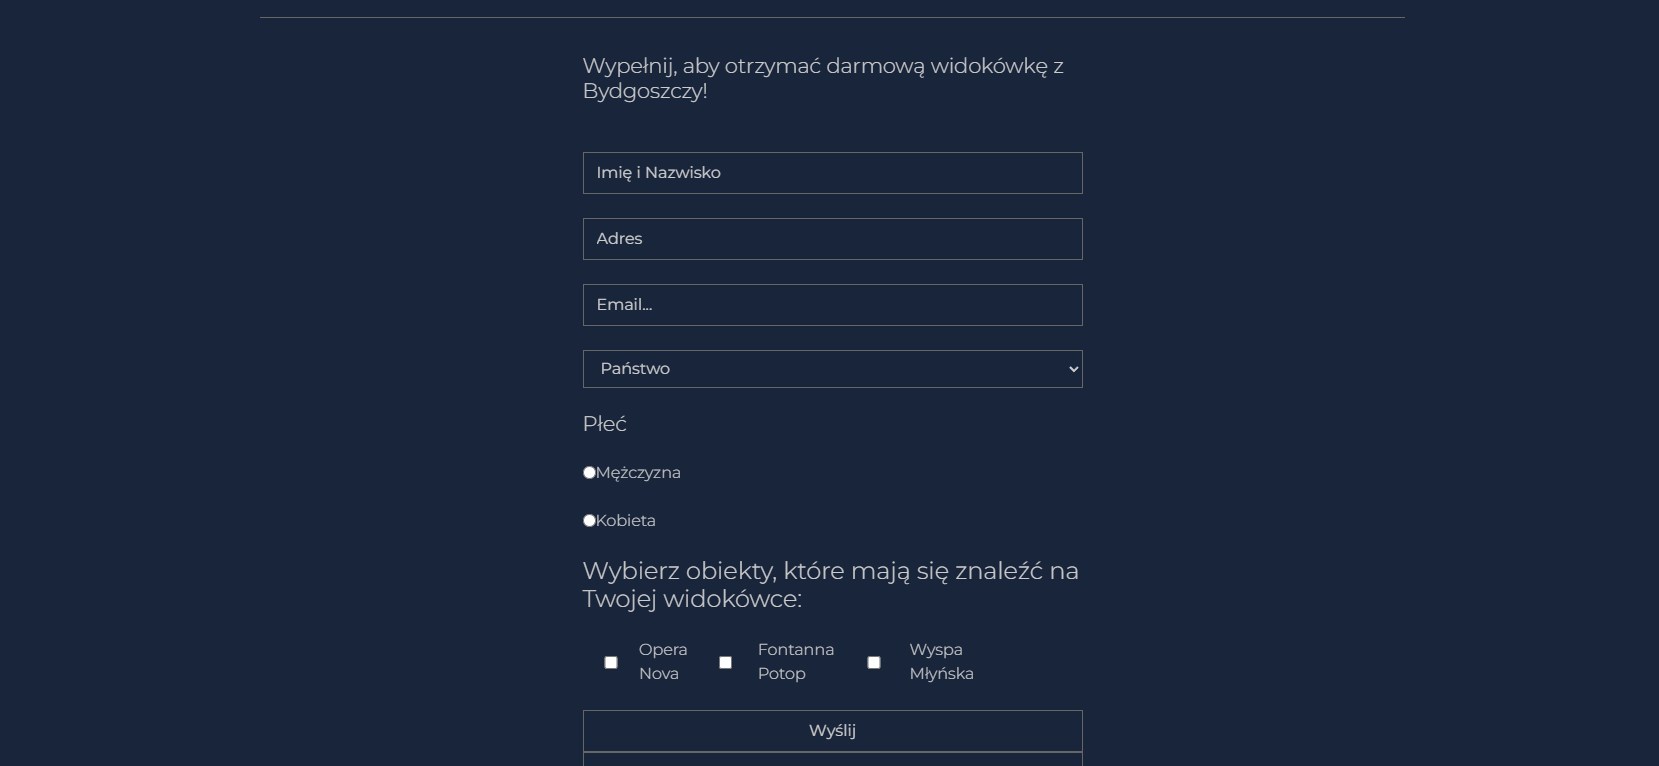 Wypełnij, aby otrzymać darmową widokówkę z
Bydgoszczy!
Imię i Nazwisko
Adres
Email...
Państwo
Płeć
Mężczyzna
Kobieta
Wybierz obiekty, które mają się znaleźć na
Twojej widokówce:
Opera
Nova
Fontanna
Potop
Wyspa
Młyńska
Wyślij